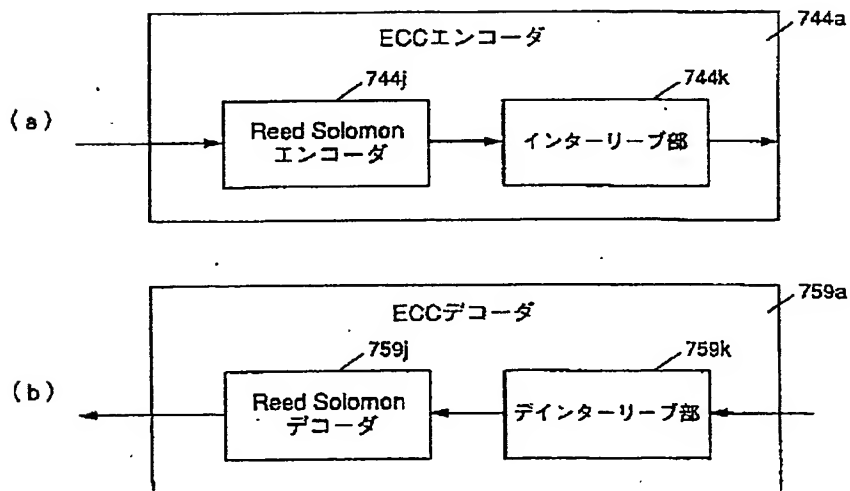 ECCエンコーダ
744a
744j
744k
(a)
Reed Solomon
エンコーダ
インターリーブ部
ECCデコーダ
759a
759j
759k
(b)
Reed Solomon
デコーダ
デインターリーブ部